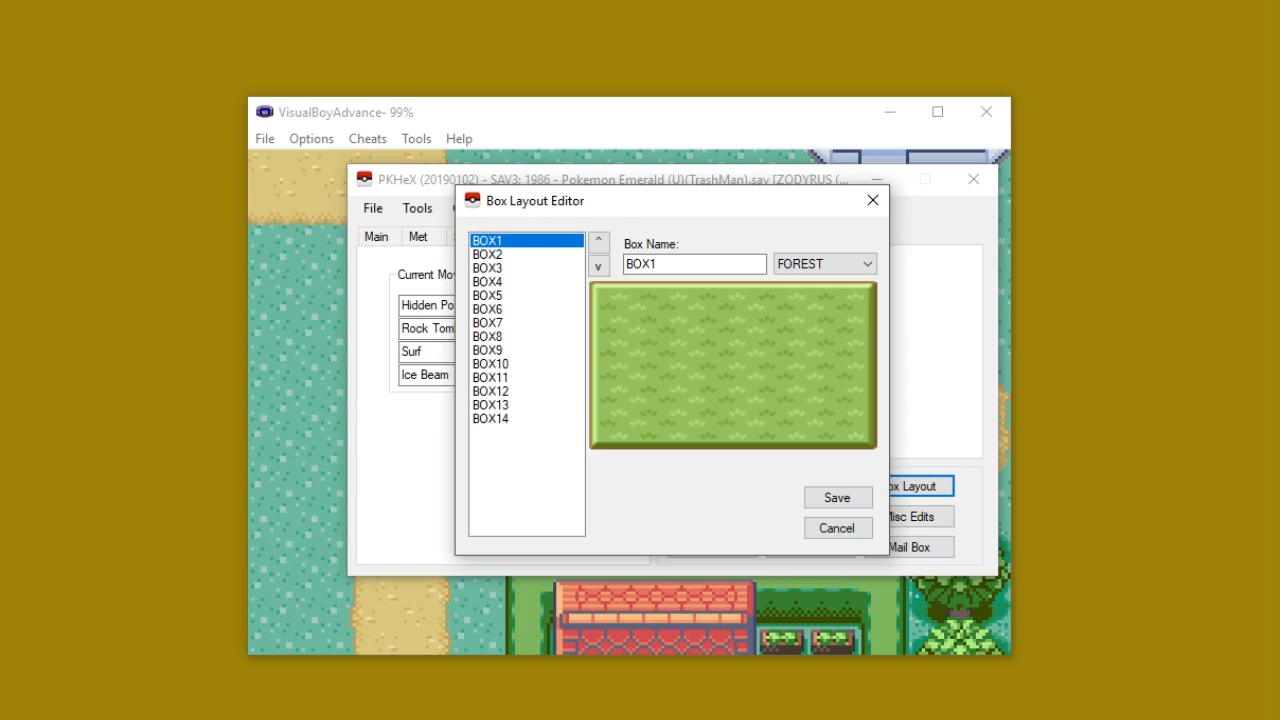 VisualBoyAdvance- 99%
File Options Cheats Tools Help
PKHeX (20190102) - SAV3: 1986 - Pokemon Emerald (U)(TrashMan).sav [ZODYRUS (...
File Tools
Main Met
Current Mo
Hidden Po
Rock Tom
Surf
Ice Beam
Box Layout Editor
BOX1
BOX2
BOX3
BOX4
BOX5
BOX6
BOX7
BOX8
BOX9
BOX10
BOX11
BOX12
BOX13
BOX14
^
v
Box Name:
BOX1 FOREST
Save
Cancel
ox Layout
Misc Edits
Mail Box